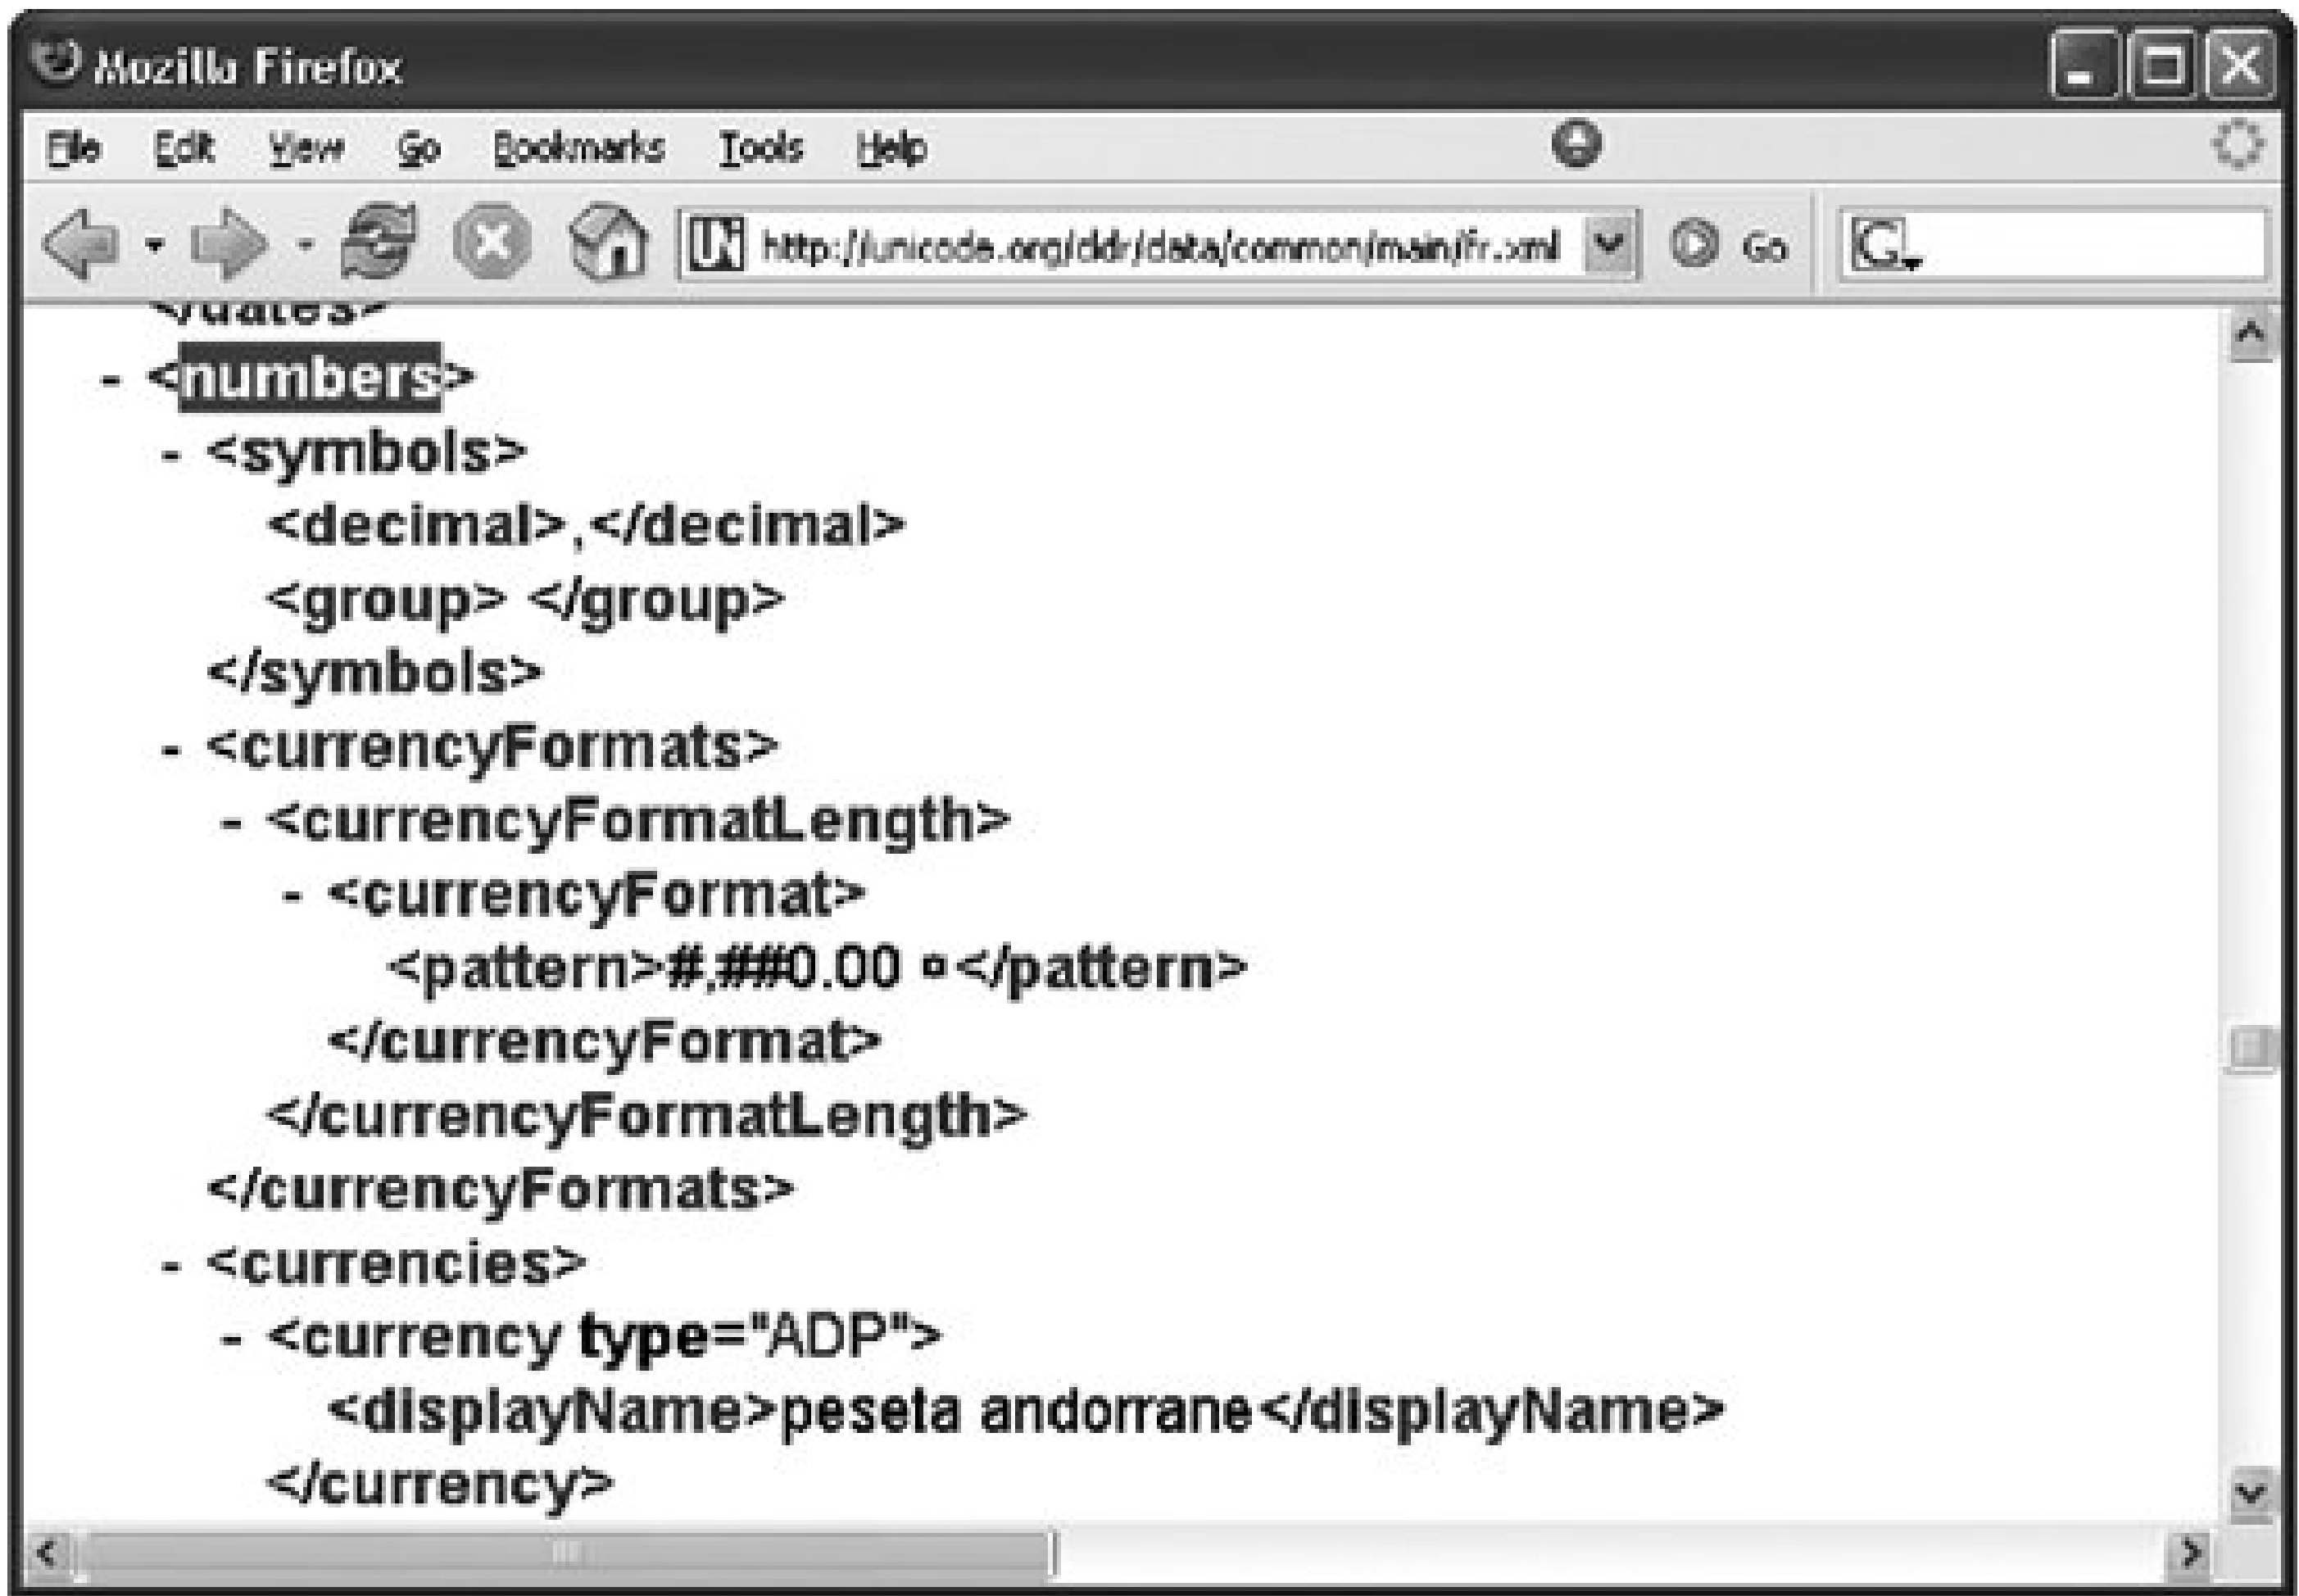 Mozilla Firefox
File Edit View Go Bookmarks Tools Help
http://unicode.org/cldr/data/common/main/fr.xml Go G
</dates>
- <numbers>
- <symbols>
<decimal>,</decimal>
<group> </group>
</symbols>
- <currencyFormats>
- <currencyFormatLength>
- <currencyFormat>
<pattern>#,##0.00 ¤</pattern>
</currencyFormat>
</currencyFormatLength>
</currencyFormats>
- <currencies>
- <currency type="ADP">
<displayName>peseta andorrane</displayName>
</currency>